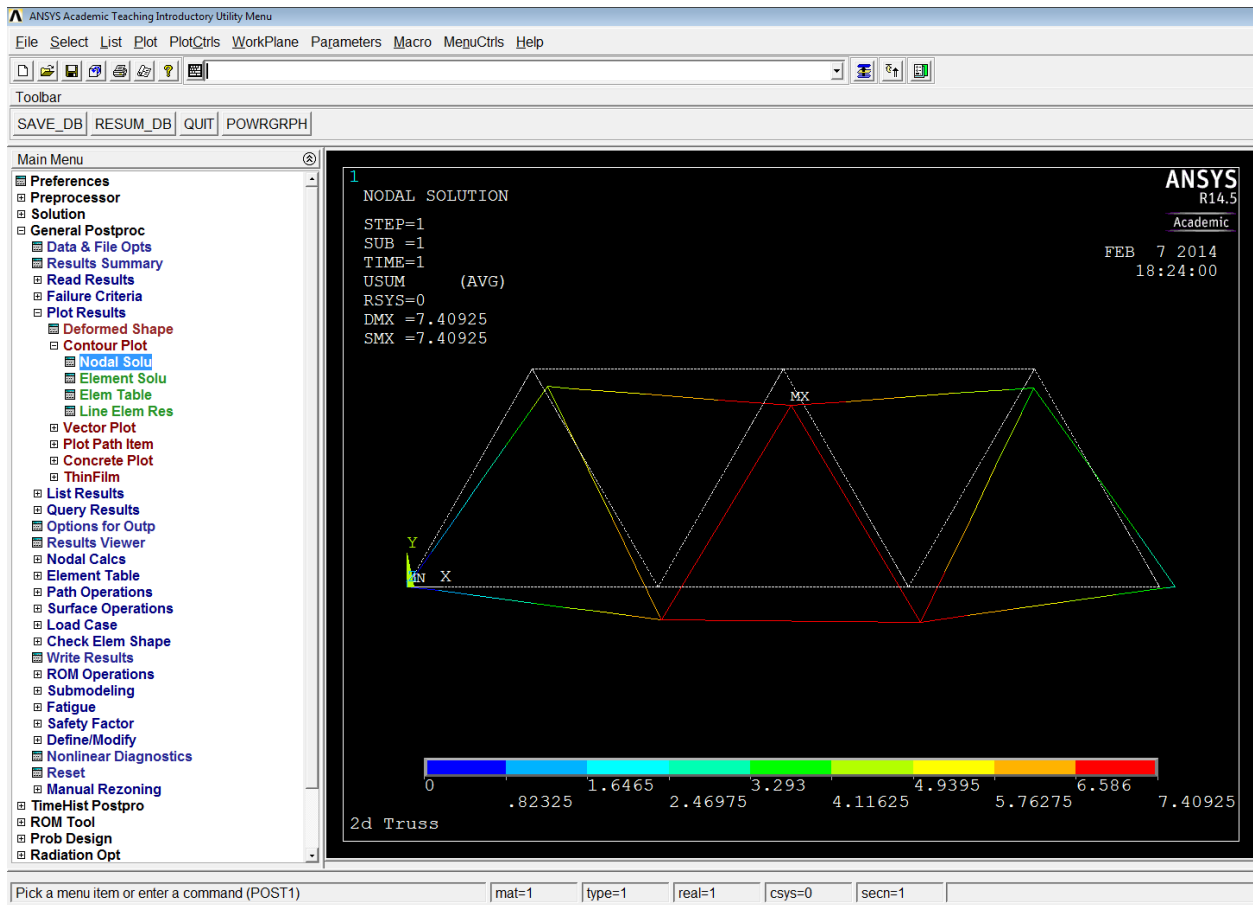 ANSYS Academic Teaching Introductory Utility Menu
File Select List Plot PlotCtrls WorkPlane Parameters Macro MenuCtrls Help
Toolbar
SAVE_DB RESUM_DB QUIT POWRGRPH
Main Menu
Preferences
Preprocessor
Solution
General Postproc
Data & File Opts
Results Summary
Read Results
Failure Criteria
Plot Results
Deformed Shape
Contour Plot
Nodal Solu
Element Solu
Elem Table
Line Elem Res
Vector Plot
Plot Path Item
Concrete Plot
ThinFilm
List Results
Query Results
Options for Outp
Results Viewer
Nodal Calcs
Element Table
Path Operations
Surface Operations
Load Case
Check Elem Shape
Write Results
ROM Operations
Submodeling
Fatigue
Safety Factor
Define/Modify
Nonlinear Diagnostics
Reset
Manual Rezoning
TimeHist Postpro
ROM Tool
Prob Design
Radiation Opt
1
NODAL SOLUTION
STEP=1
SUB =1
TIME=1
USUM (AVG)
RSYS=0
DMX =7.40925
SMX =7.40925
ANSYS
R14.5
Academic
FEB 7 2014
18:24:00
MX
Y
MN X
0 1.6465 3.293 4.9395 6.586
.82325 2.46975 4.11625 5.76275 7.40925
2d Truss
Pick a menu item or enter a command (POST1) mat=1 type=1 real=1 csys=0 secn=1